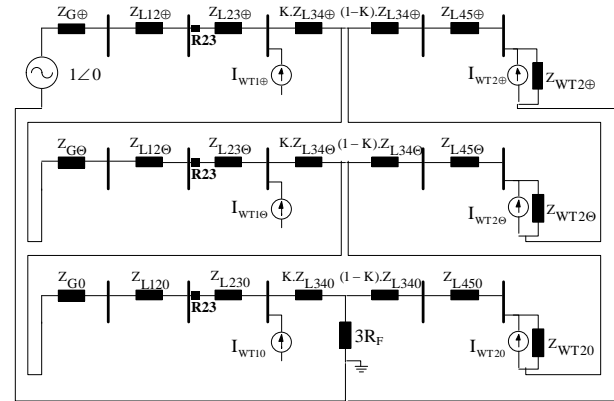 Z_G⊕ Z_L12⊕ Z_L23⊕ K.Z_L34⊕ (1-K).Z_L34⊕ Z_L45⊕
R23
1∠0 I_WT1⊕ I_WT2⊕ Z_WT2⊕
Z_GΘ Z_L12Θ Z_L23Θ K.Z_L34Θ (1-K).Z_L34Θ Z_L45Θ
R23
I_WT1Θ I_WT2Θ Z_WT2Θ
Z_G0 Z_L120 Z_L230 K.Z_L340 (1-K).Z_L340 Z_L450
R23
I_WT10 3R_F I_WT20 Z_WT20